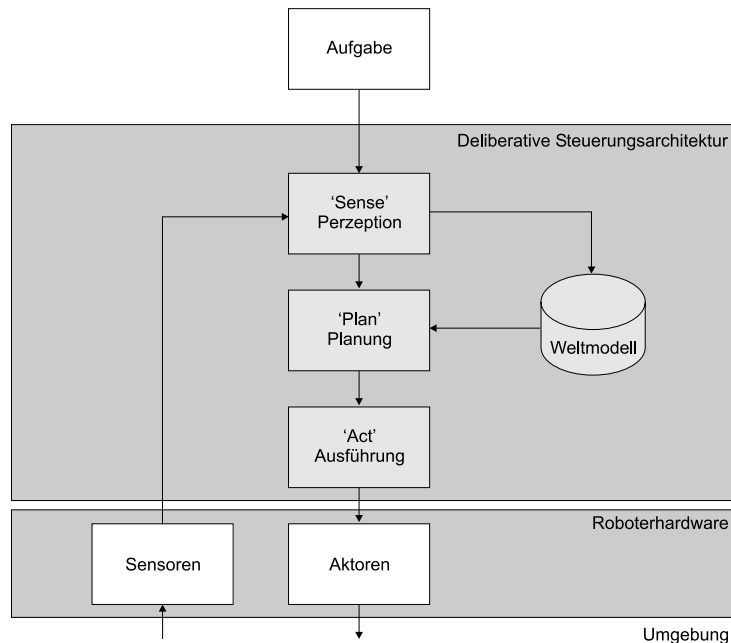 Aufgabe
Deliberative Steuerungsarchitektur
‘Sense’
Perzeption
‘Plan’
Planung
Weltmodell
‘Act’
Ausführung
Roboterhardware
Sensoren
Aktoren
Umgebung